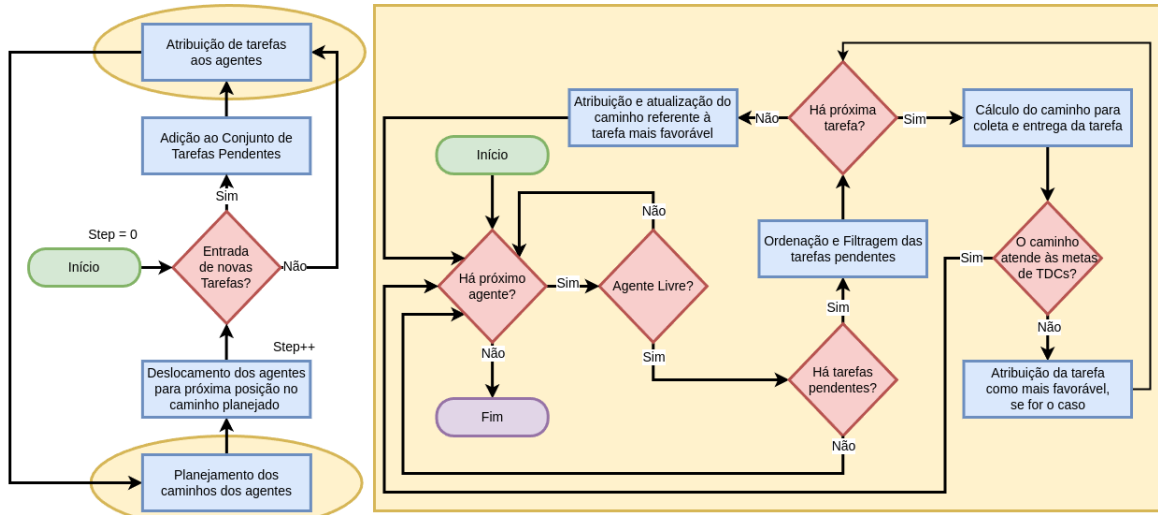 Atribuição de tarefas
aos agentes
Adição ao Conjunto de
Tarefas Pendentes
Sim
Step = 0
Início
Entrada
de novas
Tarefas?
Não
Step++
Deslocamento dos agentes
para próxima posição no
caminho planejado
Planejamento dos
caminhos dos agentes
Atribuição e atualização do
caminho referente à
tarefa mais favorável
Não
Há próxima
tarefa?
Sim
Cálculo do caminho para
coleta e entrega da tarefa
Início
Não
Ordenação e Filtragem das
tarefas pendentes
Sim
O caminho
atende às metas
de TDCs?
Há próximo
agente?
Sim
Agente Livre?
Sim
Não
Não
Sim
Há tarefas
pendentes?
Atribuição da tarefa
como mais favorável,
se for o caso
Fim
Não